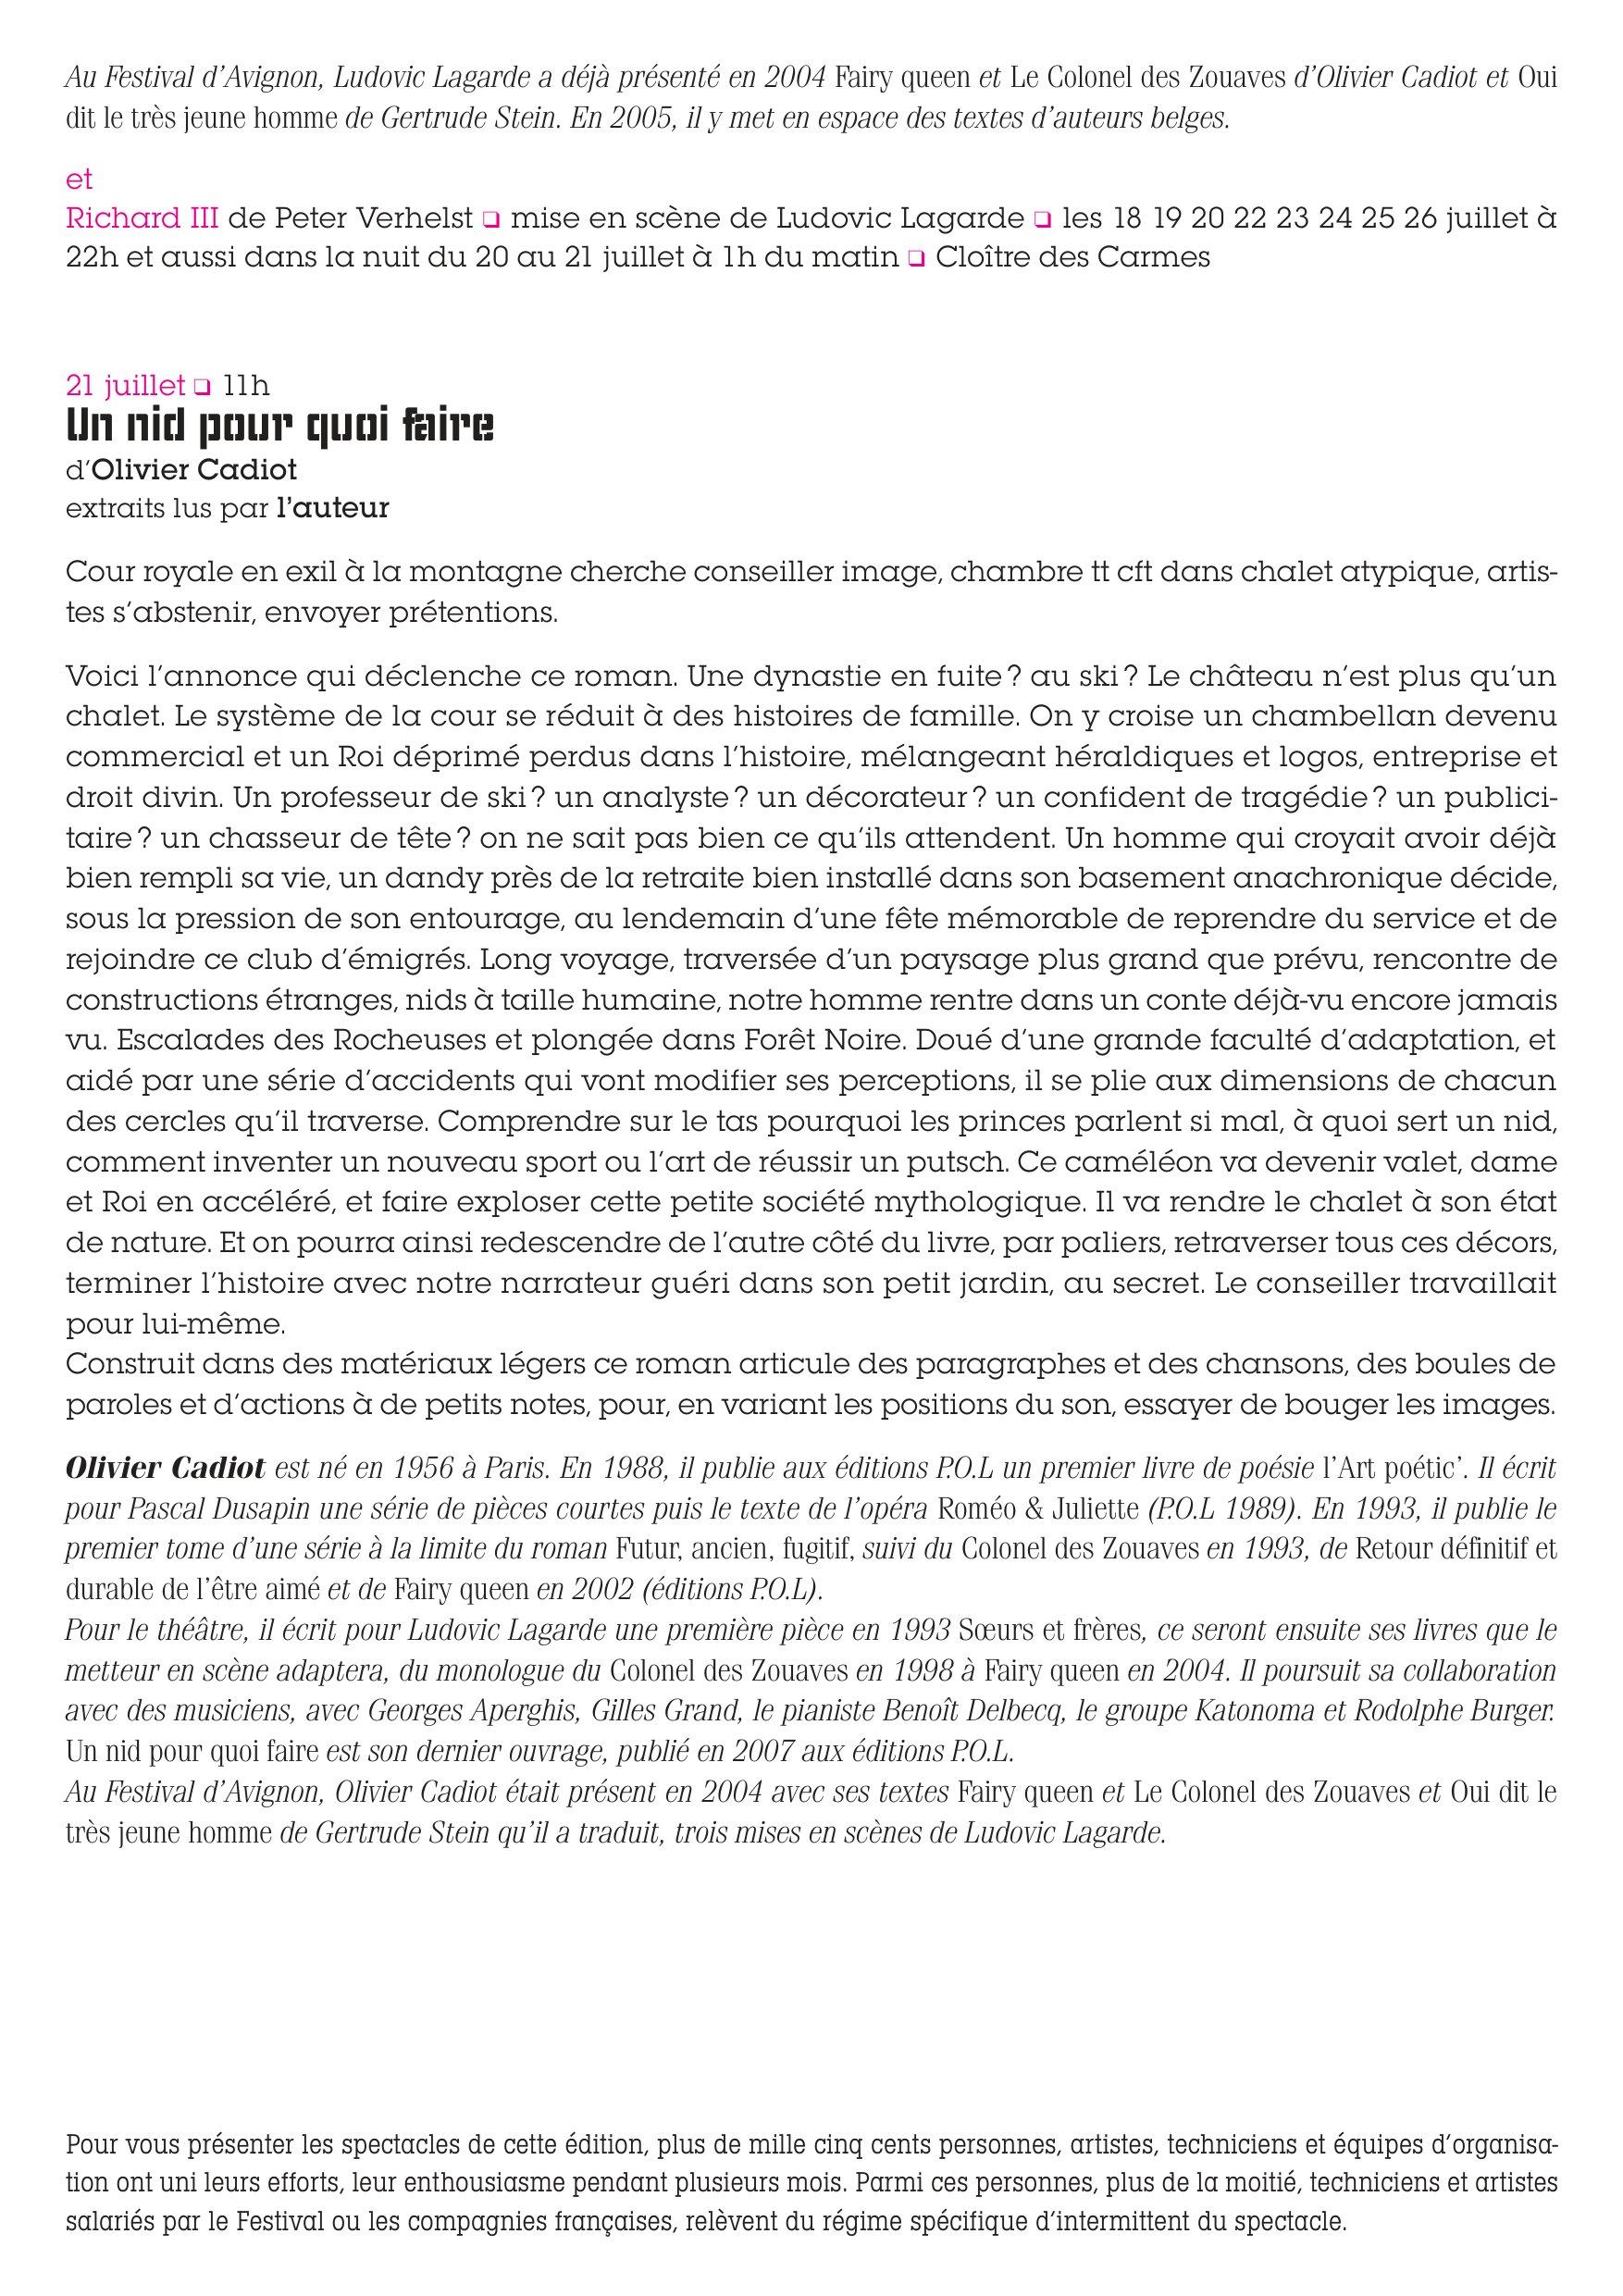 Au Festival d’Avignon, Ludovic Lagarde a déjà présenté en 2004 Fairy queen et Le Colonel des Zouaves d’Olivier Cadiot et Oui
dit le très jeune homme de Gertrude Stein. En 2005, il y met en espace des textes d’auteurs belges.
et
Richard III de Peter Verhelst ❑ mise en scène de Ludovic Lagarde ❑ les 18 19 20 22 23 24 25 26 juillet à
22h et aussi dans la nuit du 20 au 21 juillet à 1h du matin ❑ Cloître des Carmes
21 juillet ❑ 11h
Un nid pour quoi faire
d’Olivier Cadiot
extraits lus par l’auteur
Cour royale en exil à la montagne cherche conseiller image, chambre tt cft dans chalet atypique, artis-
tes s’abstenir, envoyer prétentions.
Voici l’annonce qui déclenche ce roman. Une dynastie en fuite ? au ski ? Le château n’est plus qu’un
chalet. Le système de la cour se réduit à des histoires de famille. On y croise un chambellan devenu
commercial et un Roi déprimé perdus dans l’histoire, mélangeant héraldiques et logos, entreprise et
droit divin. Un professeur de ski ? un analyste ? un décorateur ? un confident de tragédie ? un publici-
taire ? un chasseur de tête ? on ne sait pas bien ce qu’ils attendent. Un homme qui croyait avoir déjà
bien rempli sa vie, un dandy près de la retraite bien installé dans son basement anachronique décide,
sous la pression de son entourage, au lendemain d’une fête mémorable de reprendre du service et de
rejoindre ce club d’émigrés. Long voyage, traversée d’un paysage plus grand que prévu, rencontre de
constructions étranges, nids à taille humaine, notre homme rentre dans un conte déjà-vu encore jamais
vu. Escalades des Rocheuses et plongée dans Forêt Noire. Doué d’une grande faculté d’adaptation, et
aidé par une série d’accidents qui vont modifier ses perceptions, il se plie aux dimensions de chacun
des cercles qu’il traverse. Comprendre sur le tas pourquoi les princes parlent si mal, à quoi sert un nid,
comment inventer un nouveau sport ou l’art de réussir un putsch. Ce caméléon va devenir valet, dame
et Roi en accéléré, et faire exploser cette petite société mythologique. Il va rendre le chalet à son état
de nature. Et on pourra ainsi redescendre de l’autre côté du livre, par paliers, retraverser tous ces décors,
terminer l’histoire avec notre narrateur guéri dans son petit jardin, au secret. Le conseiller travaillait
pour lui-même.
Construit dans des matériaux légers ce roman articule des paragraphes et des chansons, des boules de
paroles et d’actions à de petits notes, pour, en variant les positions du son, essayer de bouger les images.
Olivier Cadiot est né en 1956 à Paris. En 1988, il publie aux éditions P.O.L un premier livre de poésie l’Art poétic’. Il écrit
pour Pascal Dusapin une série de pièces courtes puis le texte de l’opéra Roméo & Juliette (P.O.L 1989). En 1993, il publie le
premier tome d’une série à la limite du roman Futur, ancien, fugitif, suivi du Colonel des Zouaves en 1993, de Retour définitif et
durable de l’être aimé et de Fairy queen en 2002 (éditions P.O.L).
Pour le théâtre, il écrit pour Ludovic Lagarde une première pièce en 1993 Sœurs et frères, ce seront ensuite ses livres que le
metteur en scène adaptera, du monologue du Colonel des Zouaves en 1998 à Fairy queen en 2004. Il poursuit sa collaboration
avec des musiciens, avec Georges Aperghis, Gilles Grand, le pianiste Benoît Delbecq, le groupe Katonoma et Rodolphe Burger.
Un nid pour quoi faire est son dernier ouvrage, publié en 2007 aux éditions P.O.L.
Au Festival d’Avignon, Olivier Cadiot était présent en 2004 avec ses textes Fairy queen et Le Colonel des Zouaves et Oui dit le
très jeune homme de Gertrude Stein qu’il a traduit, trois mises en scènes de Ludovic Lagarde.
Pour vous présenter les spectacles de cette édition, plus de mille cinq cents personnes, artistes, techniciens et équipes d’organisa-
tion ont uni leurs efforts, leur enthousiasme pendant plusieurs mois. Parmi ces personnes, plus de la moitié, techniciens et artistes
salariés par le Festival ou les compagnies françaises, relèvent du régime spécifique d’intermittent du spectacle.